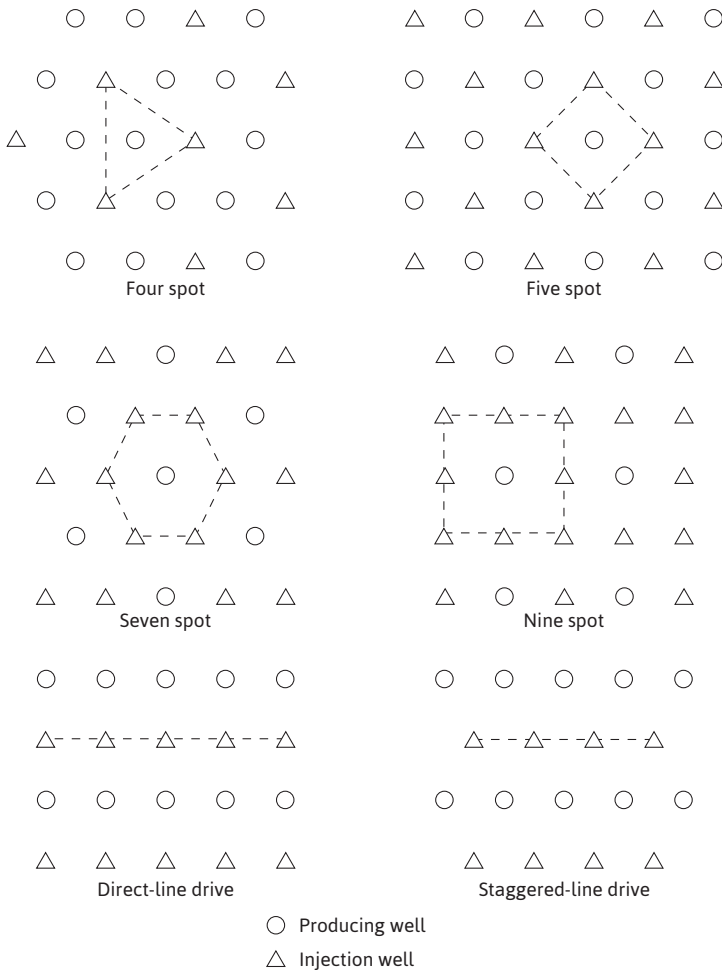 Four spot
Five spot
Seven spot
Nine spot
Direct-line drive
Staggered-line drive
Producing well
Injection well